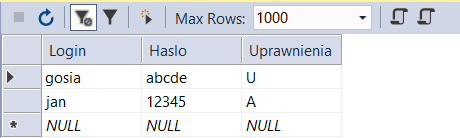 Max Rows: 1000
Login Haslo Uprawnienia
gosia abcde U
jan 12345 A
NULL NULL NULL